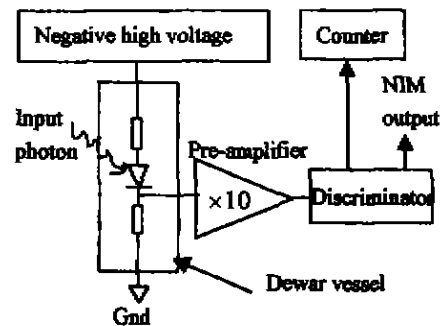 Negative high voltage
Counter
NIM
output
Input
photon
Pre-amplifier
×10
Discriminator
Dewar vessel
Gnd